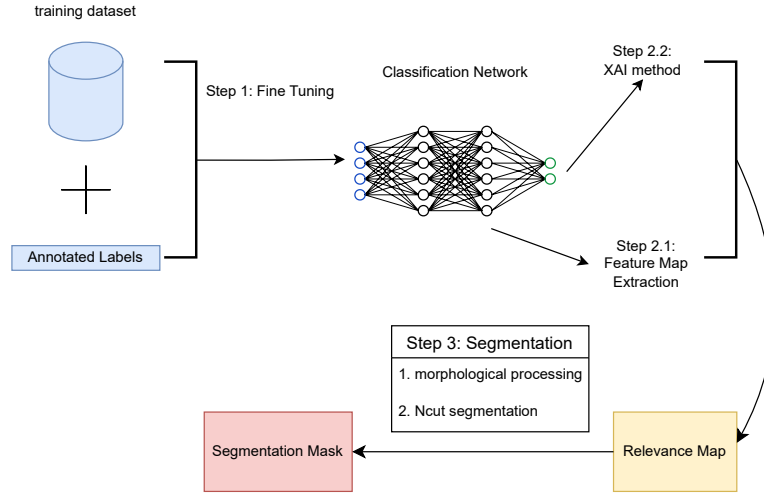 training dataset
Step 1: Fine Tuning
Annotated Labels
Classification Network
Step 2.2:
XAI method
Step 2.1:
Feature Map
Extraction
Step 3: Segmentation
1. morphological processing
2. Ncut segmentation
Segmentation Mask
Relevance Map